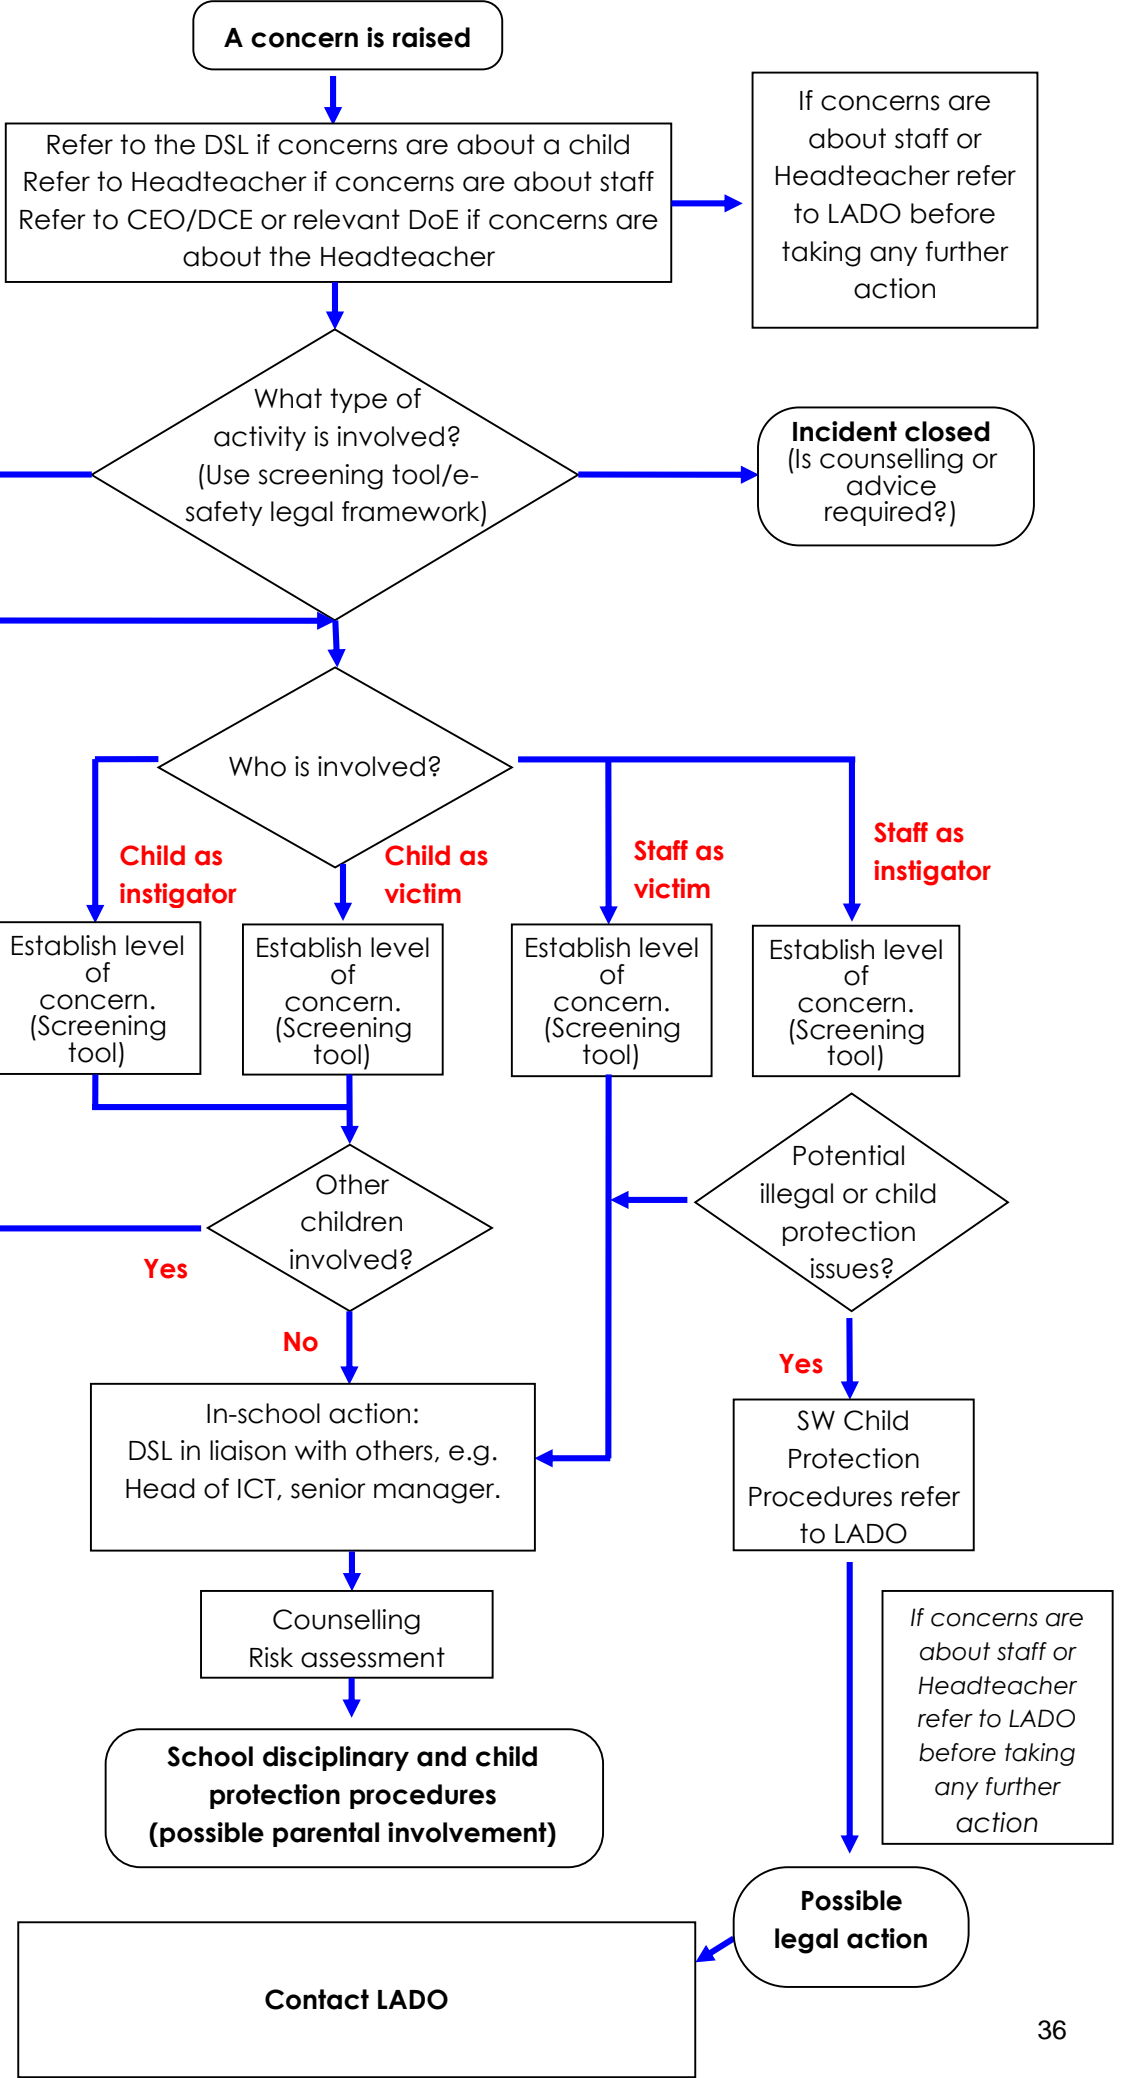 A concern is raised
Refer to the DSL if concerns are about a child
Refer to Headteacher if concerns are about staff
Refer to CEO/DCE or relevant DoE if concerns are
about the Headteacher
If concerns are
about staff or
Headteacher refer
to LADO before
taking any further
action
What type of
activity is involved?
(Use screening tool/e-
safety legal framework)
Incident closed
(Is counselling or
advice
required?)
Who is involved?
Child as
instigator
Child as
victim
Staff as
victim
Staff as
instigator
Establish level
of
concern.
(Screening
tool)
Establish level
of
concern.
(Screening
tool)
Establish level
of
concern.
(Screening
tool)
Establish level
of
concern.
(Screening
tool)
Other
children
involved?
Potential
illegal or child
protection
issues?
Yes
No
Yes
In-school action:
DSL in liaison with others, e.g.
Head of ICT, senior manager.
SW Child
Protection
Procedures refer
to LADO
Counselling
Risk assessment
If concerns are
about staff or
Headteacher
refer to LADO
before taking
any further
action
School disciplinary and child
protection procedures
(possible parental involvement)
Possible
legal action
Contact LADO
36